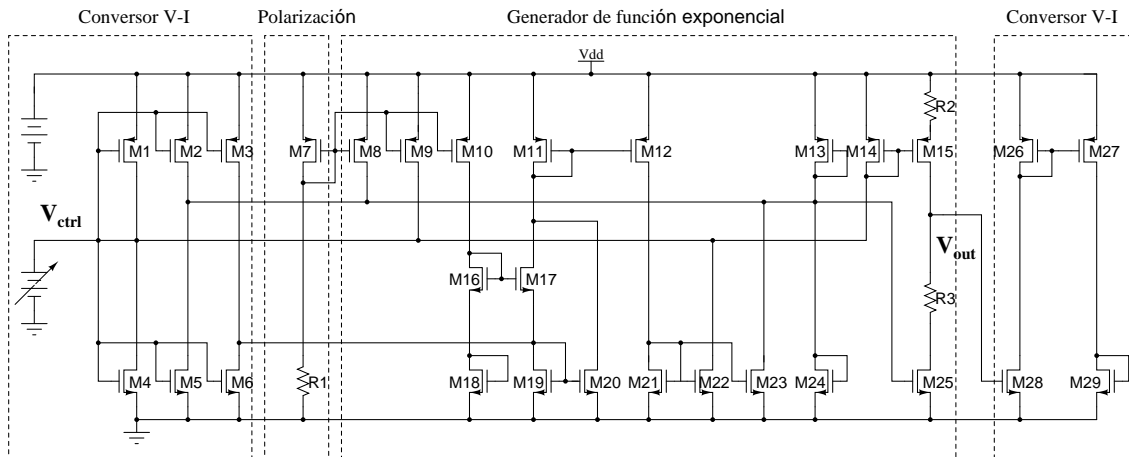 Conversor V-I
Polarización
Generador de función exponencial
Conversor V-I
Vdd
R2
M1
M2
M3
M7
M8
M9
M10
M11
M12
M13
M14
M15
M26
M27
Vctrl
Vout
M16
M17
R3
M4
M5
M6
R1
M18
M19
M20
M21
M22
M23
M24
M25
M28
M29